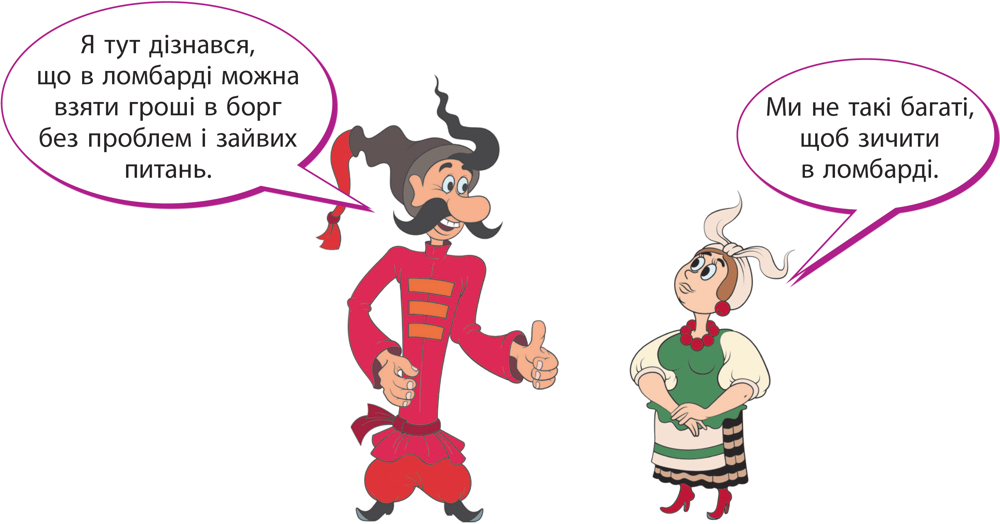 Я тут дізнався,
що в ломбарді можна
взяти гроші в борг
без проблем і зайвих
питань.
Ми не такі багаті,
щоб зичити
в ломбарді.